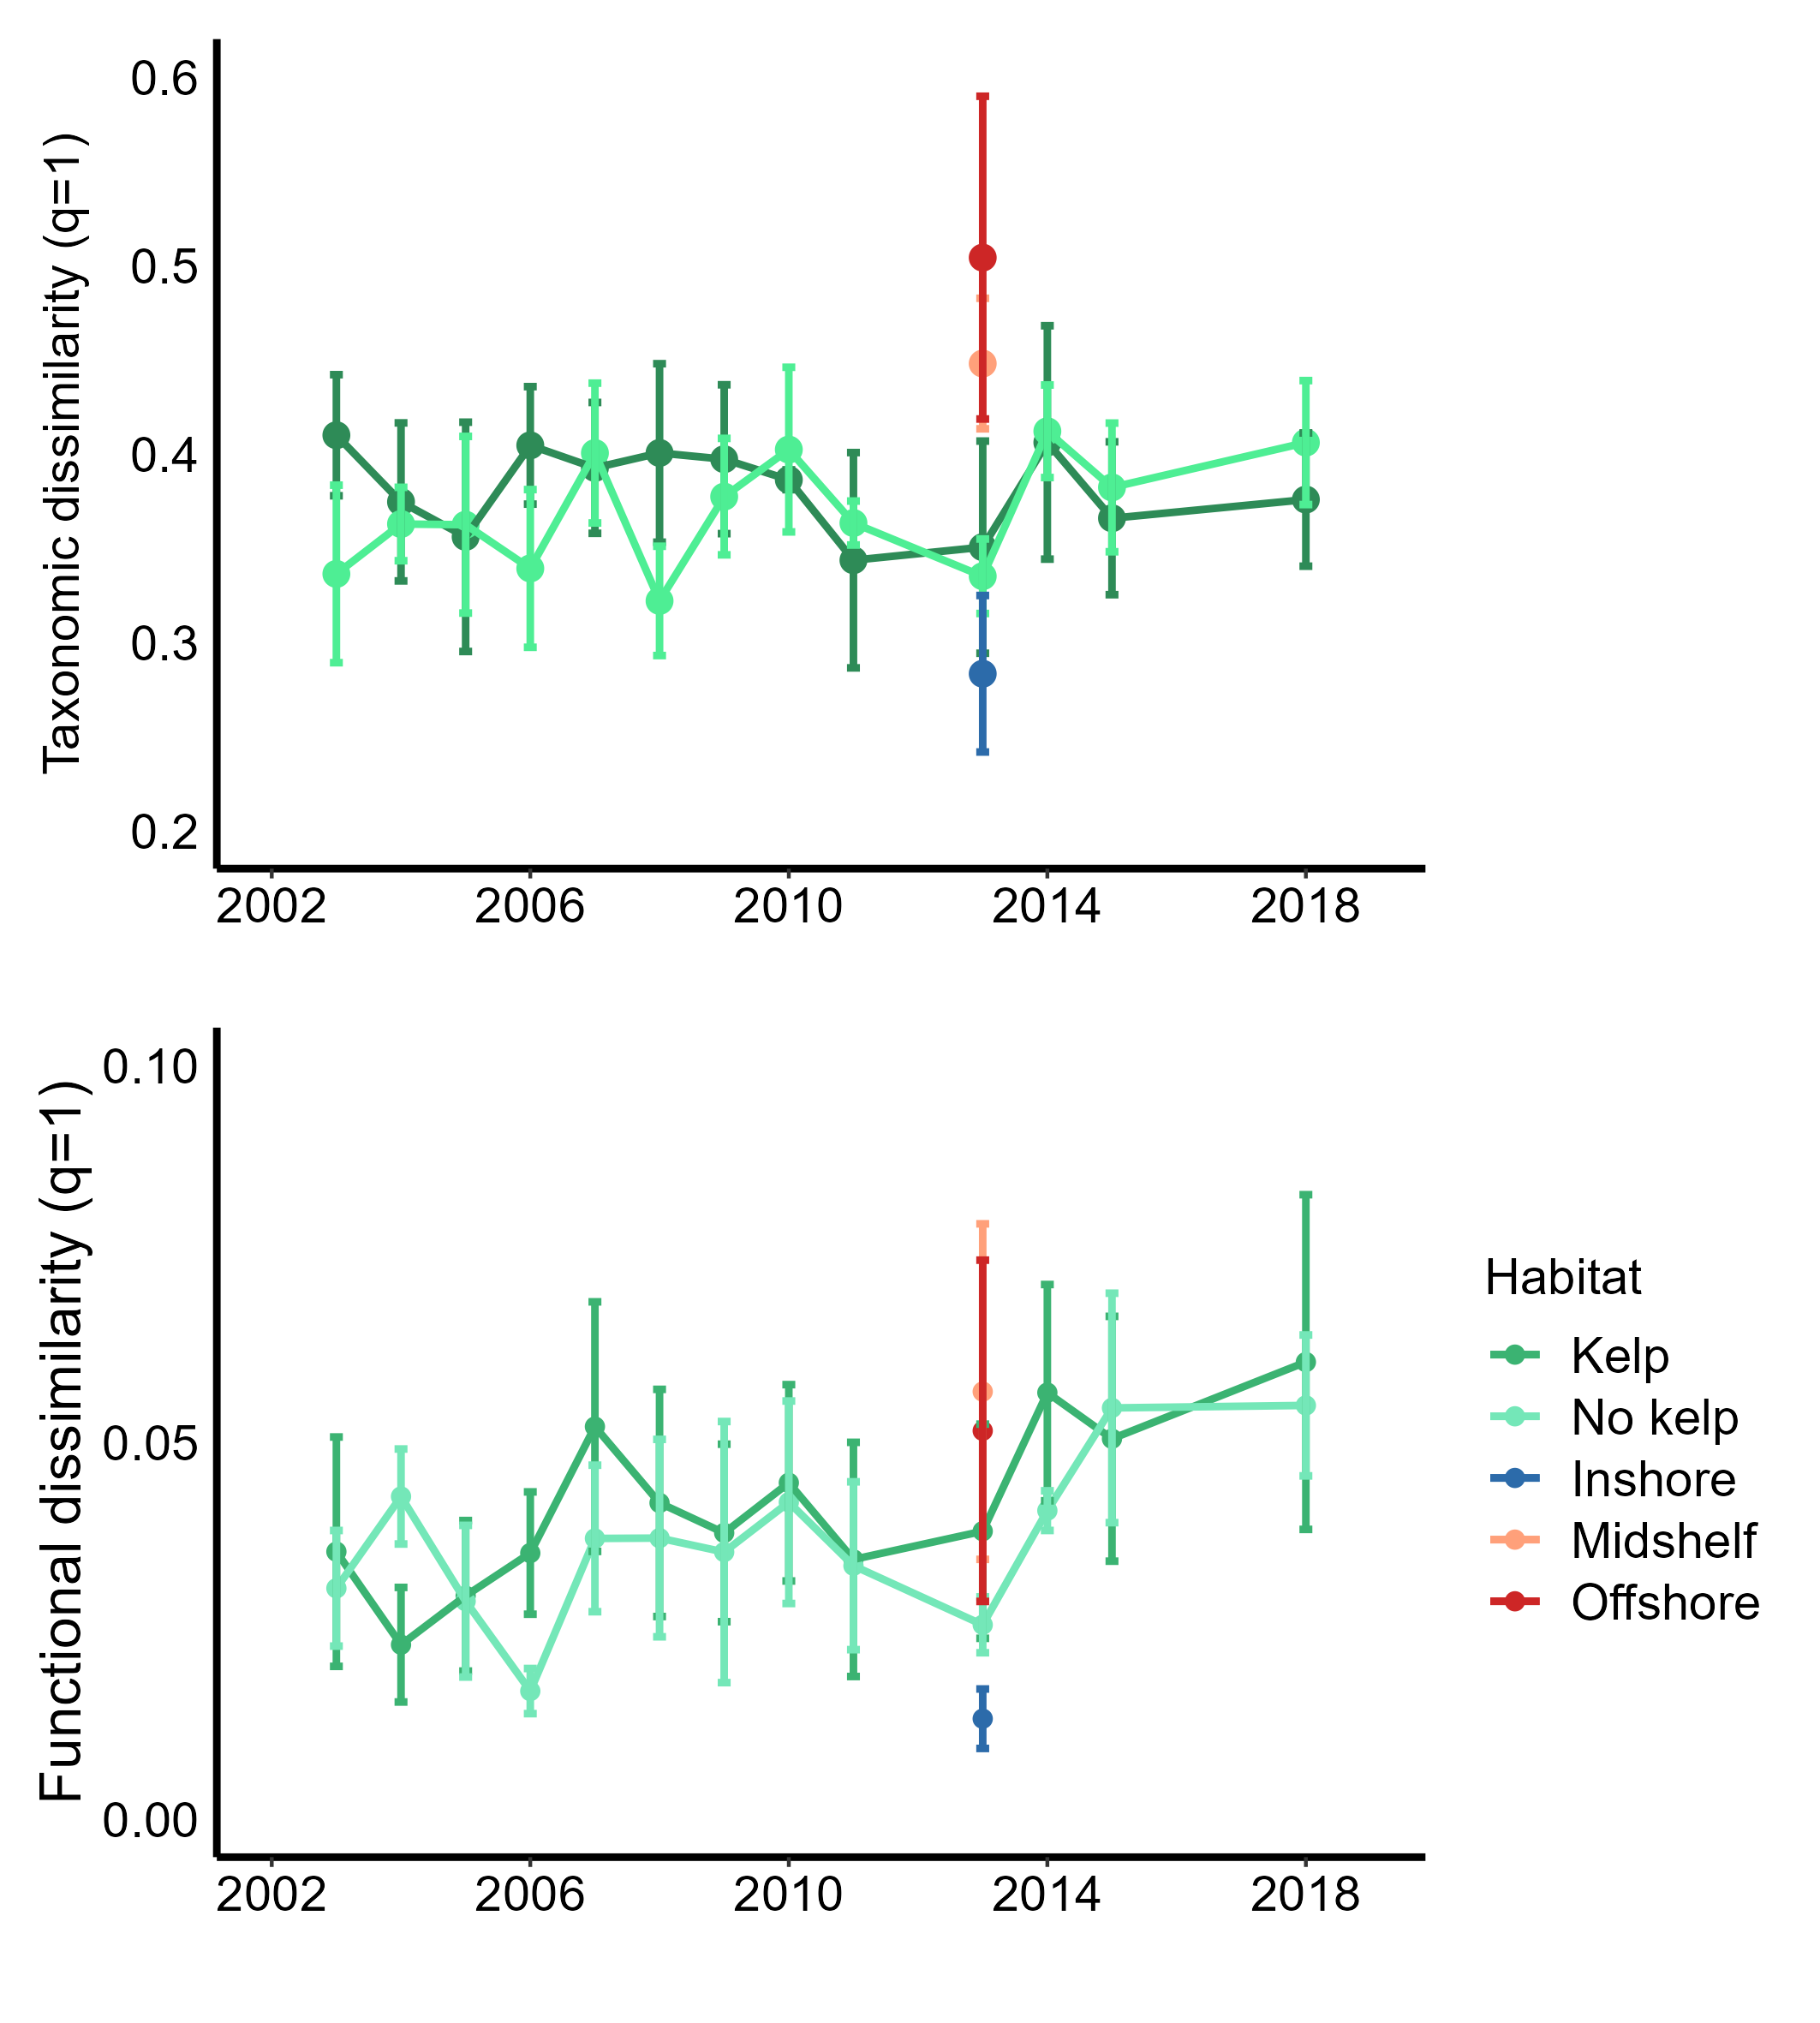 Taxonomic dissimilarity (q=1)
0.6
0.5
0.4
0.3
0.2
2002 2006 2010 2014 2018
Functional dissimilarity (q=1)
0.10
0.05
0.00
2002 2006 2010 2014 2018
Habitat
Kelp
No kelp
Inshore
Midshelf
Offshore